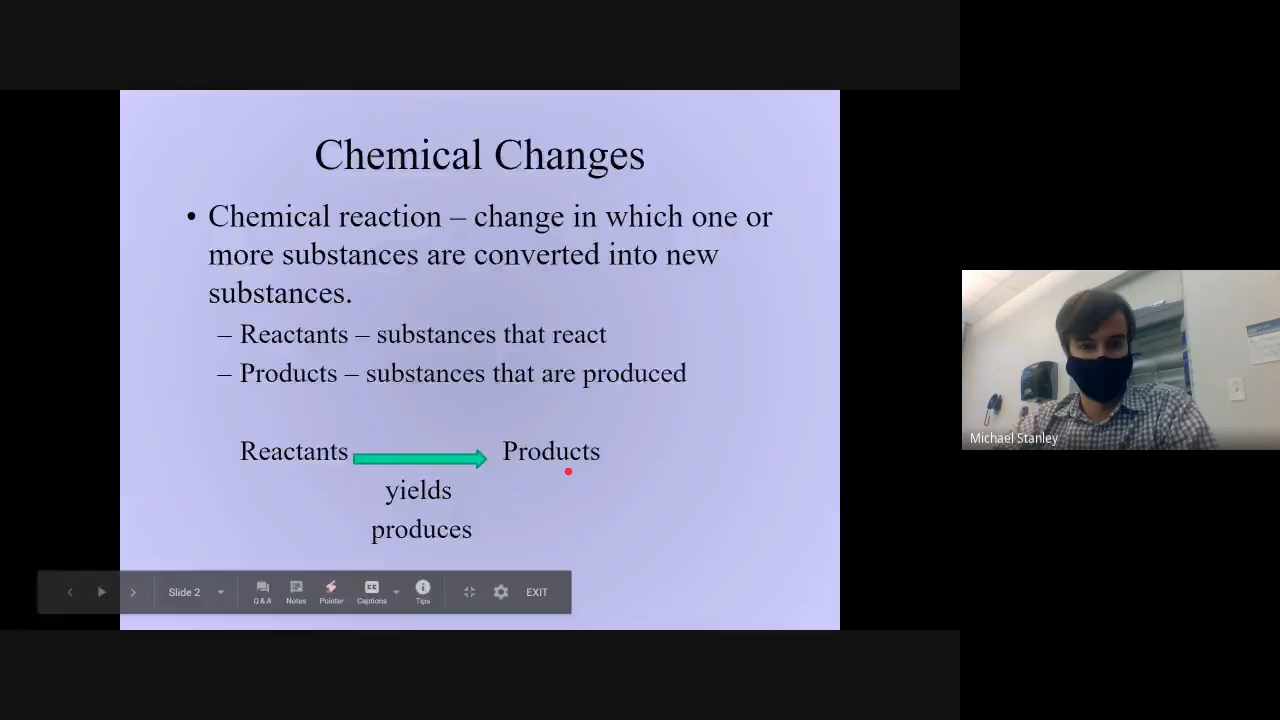 Chemical Changes
• Chemical reaction – change in which one or
more substances are converted into new
substances.
– Reactants – substances that react
– Products – substances that are produced
Reactants Products
yields
produces
Slide 2
Q & A Notes Pointer Captions Tips EXIT
CC
Michael Stanley